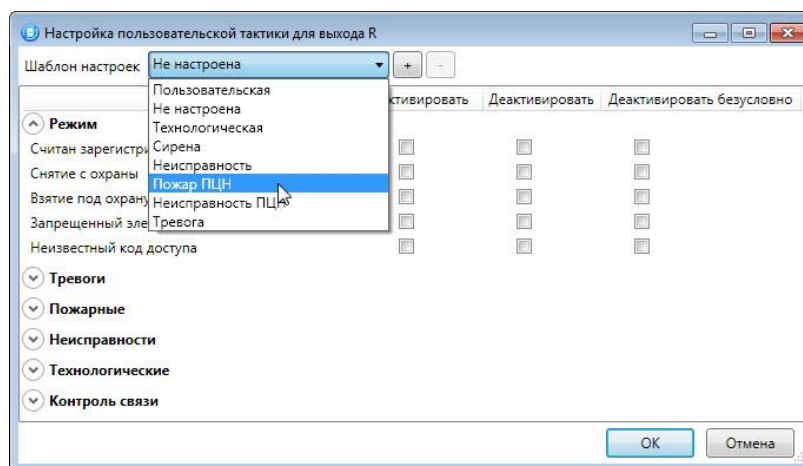 Настройка пользовательской тактики для выхода R
Шаблон настроек Не настроена + -
Пользовательская
Не настроена
Технологическая
Сирена
Неисправность
Пожар ПЦН
Неисправность ПЦН
Тревога
ктивировать Деактивировать Деактивировать безусловно
Режим
Считан зарегистри
Снятие с охраны
Взятие под охрану
Запрещенный эле
Неизвестный код доступа
Тревоги
Пожарные
Неисправности
Технологические
Контроль связи
OK Отмена